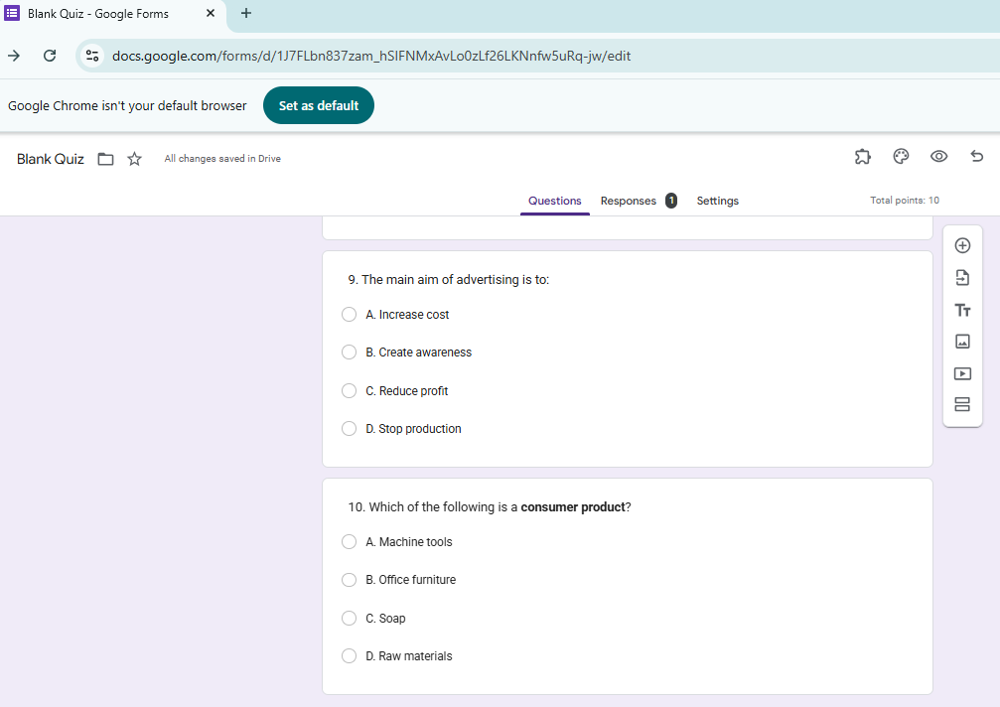 Blank Quiz - Google Forms
docs.google.com/forms/d/1J7FLbn837zam_hSIFNMxAvLo0zLf26LKNnfw5uRq-jw/edit
Google Chrome isn't your default browser
Set as default
Blank Quiz
All changes saved in Drive
Questions
Responses 1
Settings
Total points: 10
9. The main aim of advertising is to:
A. Increase cost
B. Create awareness
C. Reduce profit
D. Stop production
10. Which of the following is a consumer product?
A. Machine tools
B. Office furniture
C. Soap
D. Raw materials
Tт